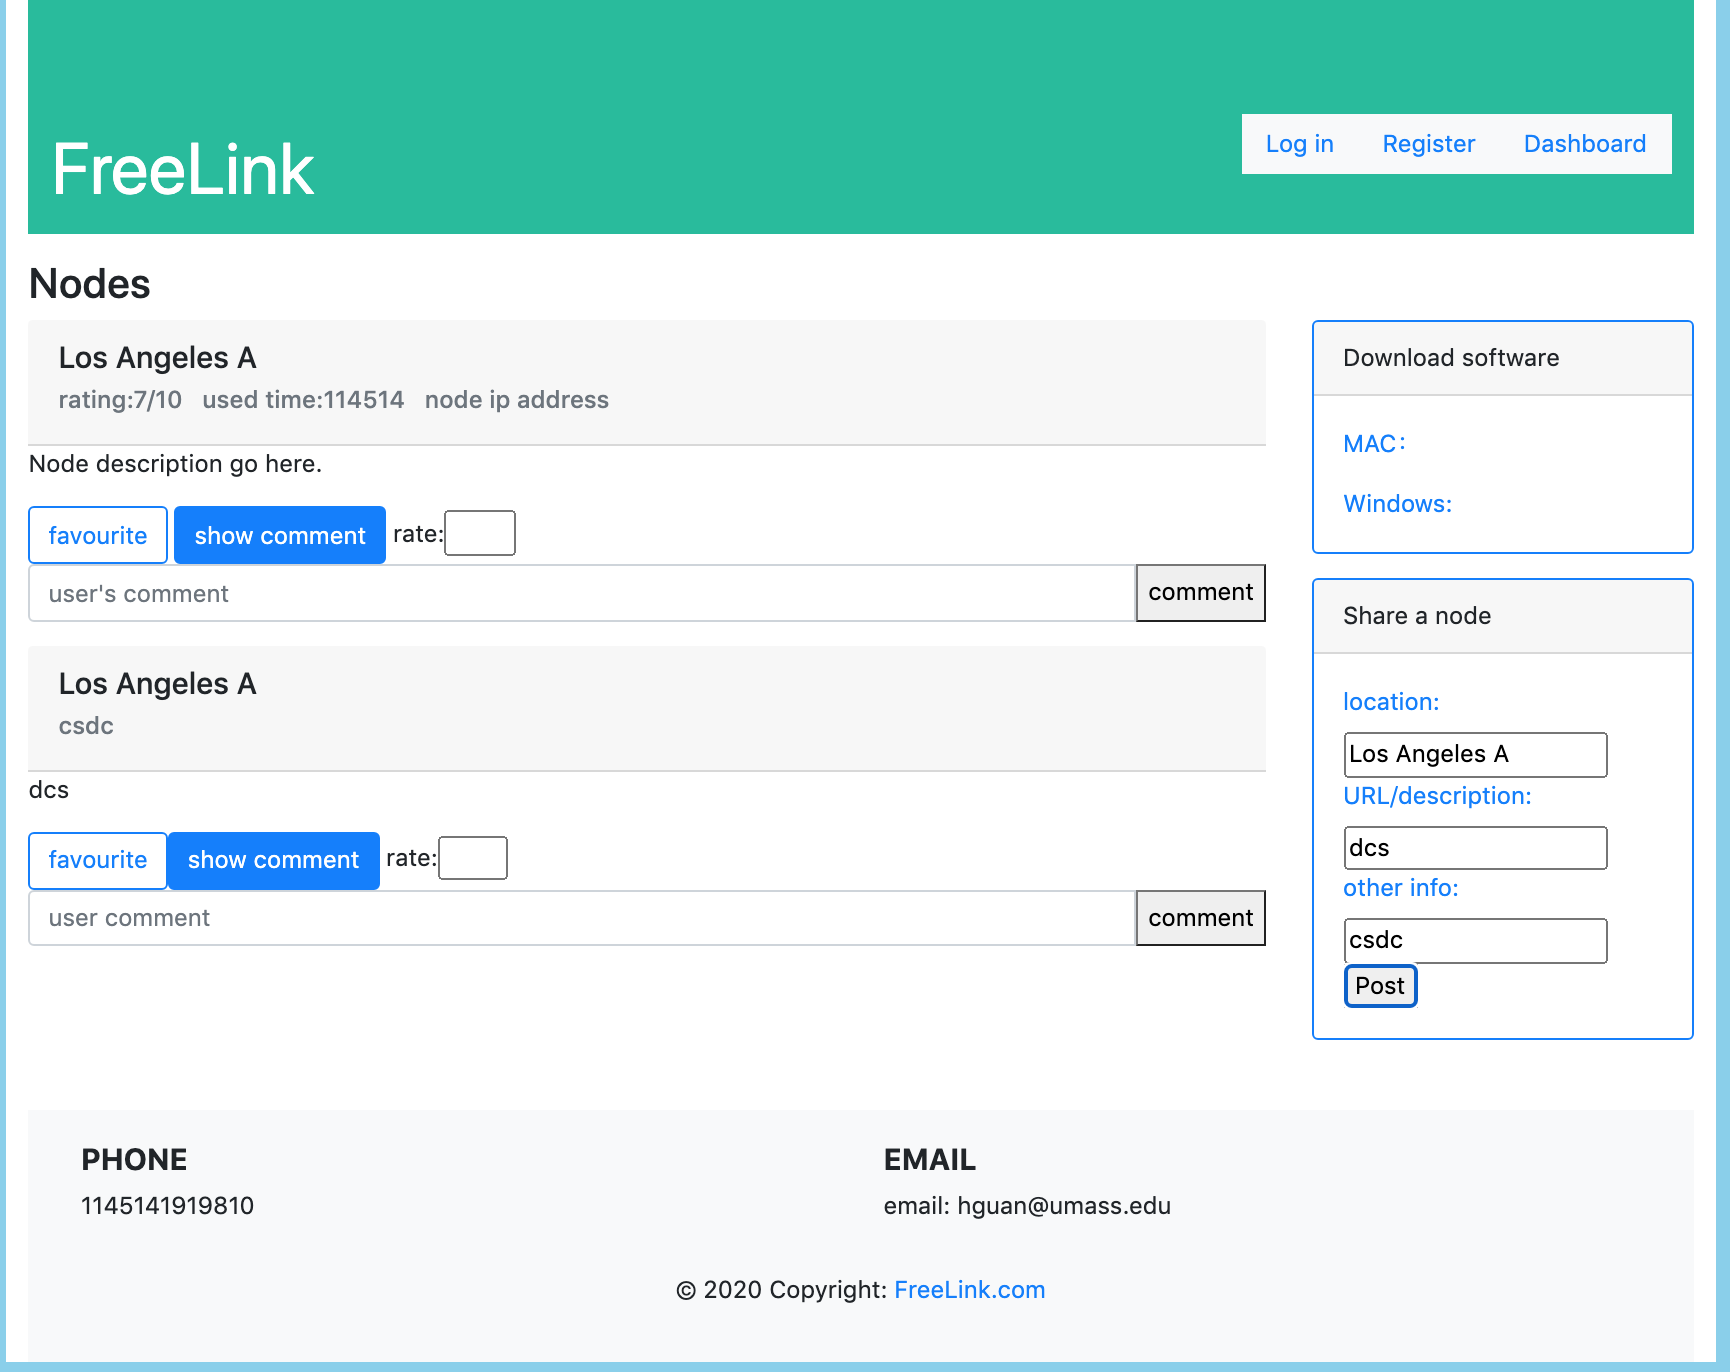 FreeLink
Log in Register Dashboard
Nodes
Los Angeles A
rating:7/10 used time:114514 node ip address
Node description go here.
favourite show comment rate:
user's comment comment
Los Angeles A
csdc
dcs
favourite show comment rate:
user comment comment
Download software
MAC:
Windows:
Share a node
location:
Los Angeles A
URL/description:
dcs
other info:
csdc
Post
PHONE
1145141919810
EMAIL
email: hguan@umass.edu
© 2020 Copyright: FreeLink.com